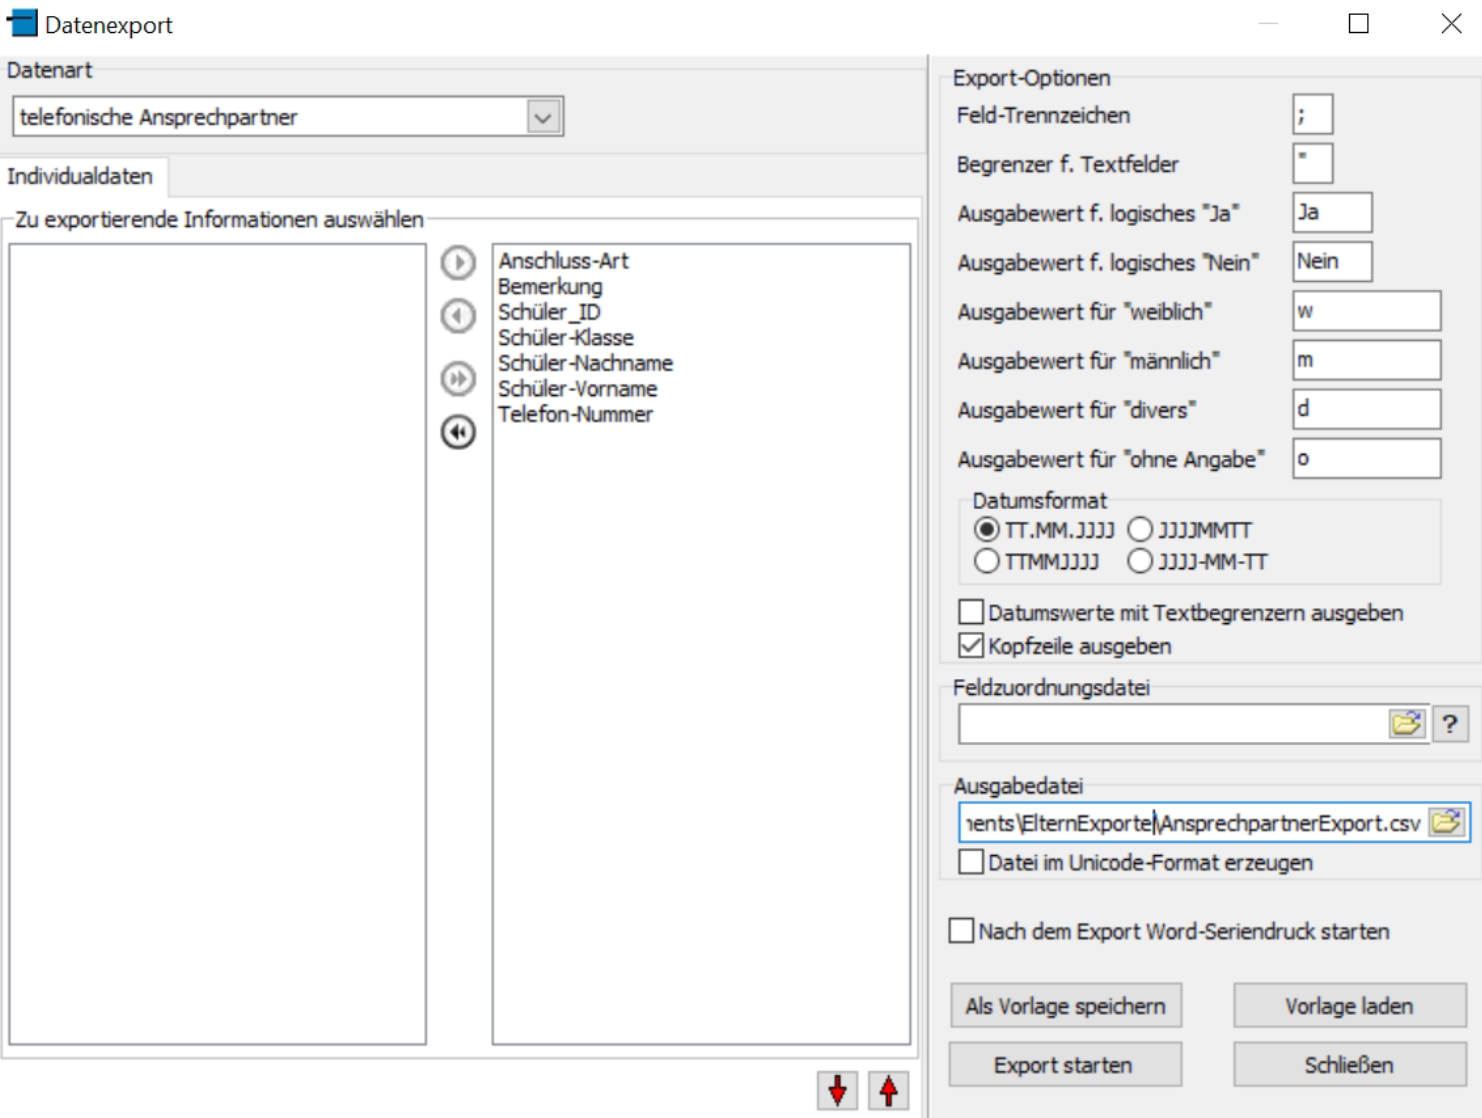 Datenexport
Datenart
telefonische Ansprechpartner
Individualdaten
Zu exportierende Informationen auswählen
Anschluss-Art
Bemerkung
Schüler_ID
Schüler-Klasse
Schüler-Nachname
Schüler-Vorname
Telefon-Nummer
Export-Optionen
Feld-Trennzeichen ;
Begrenzer f. Textfelder "
Ausgabewert f. logisches "Ja" Ja
Ausgabewert f. logisches "Nein" Nein
Ausgabewert für "weiblich" w
Ausgabewert für "männlich" m
Ausgabewert für "divers" d
Ausgabewert für "ohne Angabe" o
Datumsformat
TT.MM.JJJJ JJJJMMTT
TTMMJJJJ JJJJ-MM-TT
Datumswerte mit Textbegrenzern ausgeben
Kopfzeile ausgeben
Feldzuordnungsdatei
?
Ausgabedatei
nents\ElternExporte\AnsprechpartnerExport.csv
Datei im Unicode-Format erzeugen
Nach dem Export Word-Seriendruck starten
Als Vorlage speichern Vorlage laden
Export starten Schließen